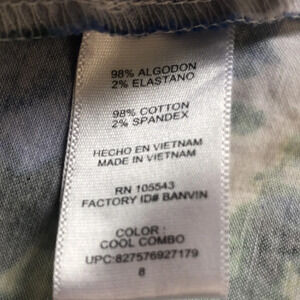 98% ALGODON
2% ELASTANO
98% COTTON
2% SPANDEX
HECHO EN VIETNAM
MADE IN VIETNAM
RN 105543
FACTORY ID# BANVIN
COLOR :
COOL COMBO
UPC:827576927179
8